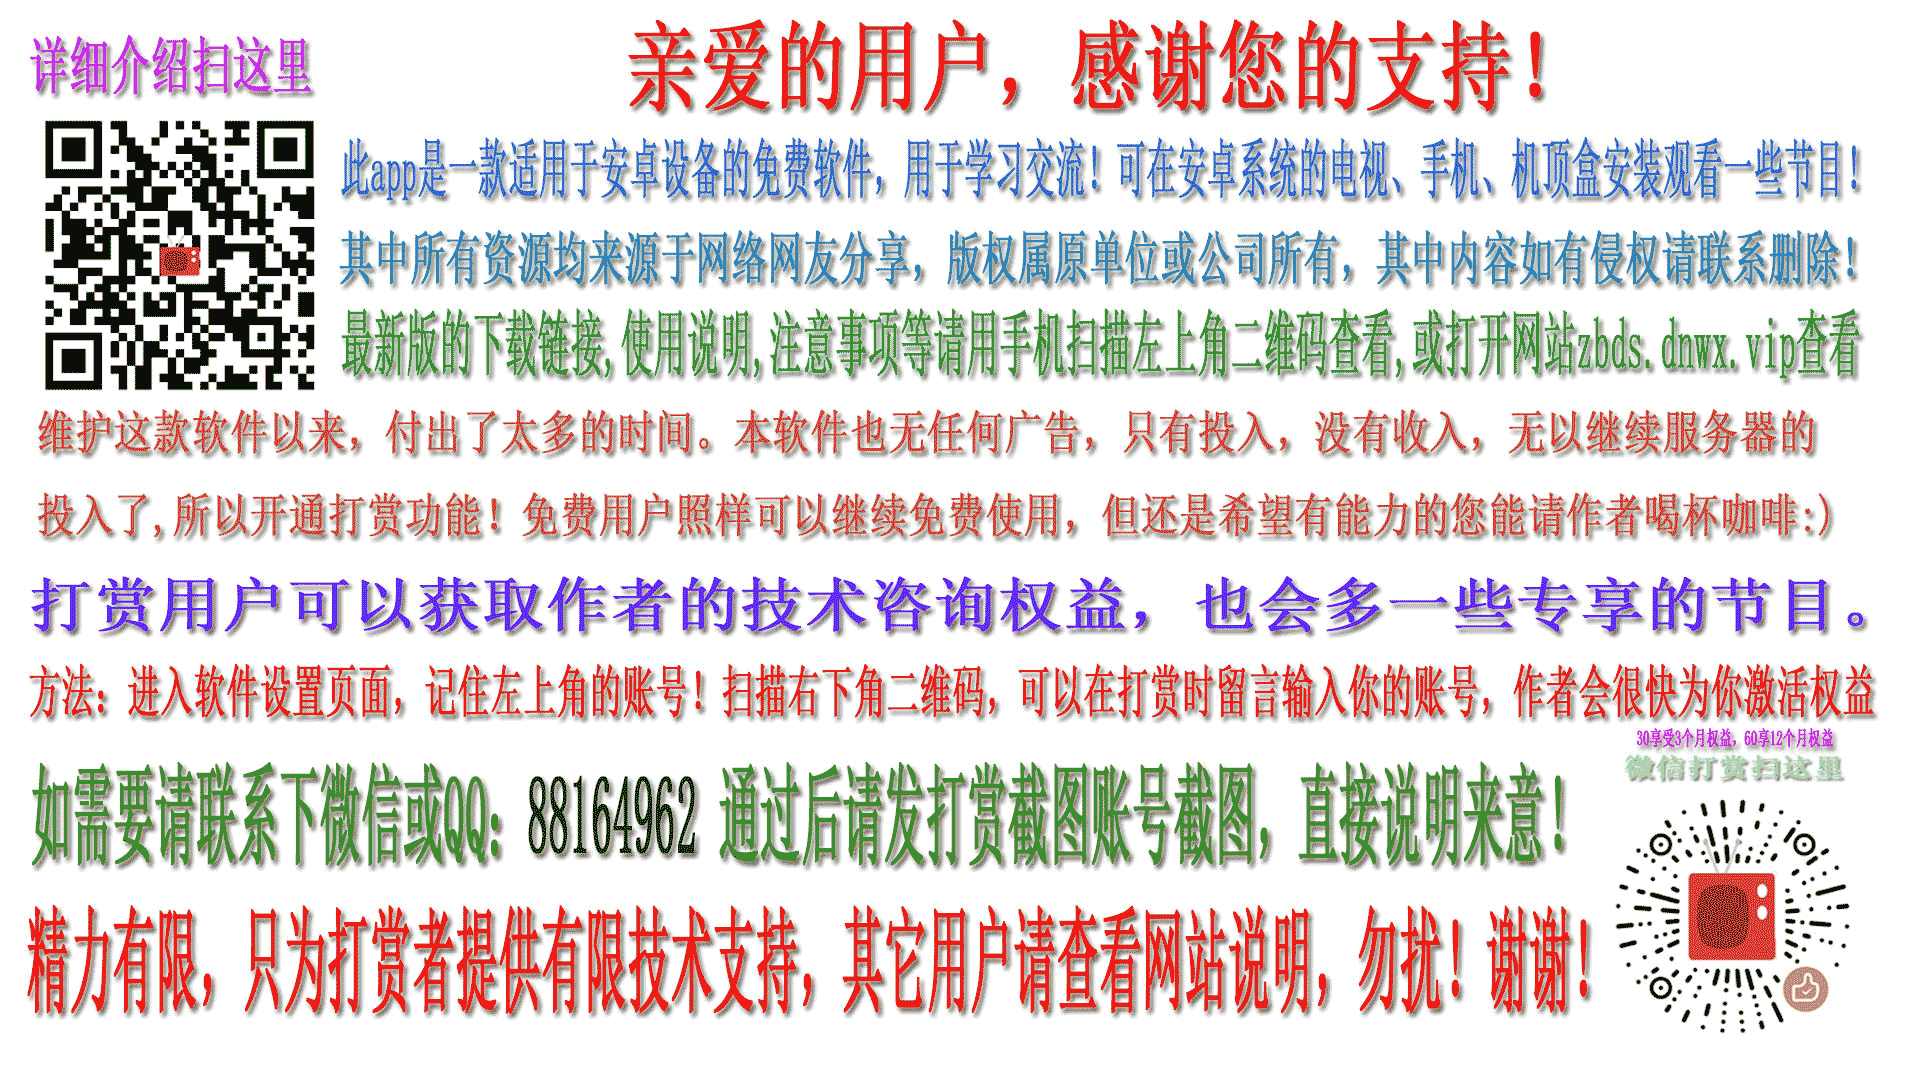 详细介绍扫这里
亲爱的用户，感谢您的支持！
此app是一款适用于安卓设备的免费软件，用于学习交流！可在安卓系统的电视、手机、机顶盒安装观看一些节目！
其中所有资源均来源于网络网友分享，版权属原单位或公司所有，其中内容如有侵权请联系删除！
最新版的下载链接,使用说明,注意事项等请用手机扫描左上角二维码查看,或打开网站zbds.dnwx.vip查看
维护这款软件以来，付出了太多的时间。本软件也无任何广告，只有投入，没有收入，无以继续服务器的
投入了,所以开通打赏功能！免费用户照样可以继续免费使用，但还是希望有能力的您能请作者喝杯咖啡:)
打赏用户可以获取作者的技术咨询权益，也会多一些专享的节目。
方法：进入软件设置页面，记住左上角的账号！扫描右下角二维码，可以在打赏时留言输入你的账号，作者会很快为你激活权益
30享受3个月权益，60享12个月权益
微信打赏扫这里
如需要请联系下微信或QQ：88164962 通过后请发打赏截图账号截图，直接说明来意！
精力有限，只为打赏者提供有限技术支持，其它用户请查看网站说明，勿扰！谢谢！